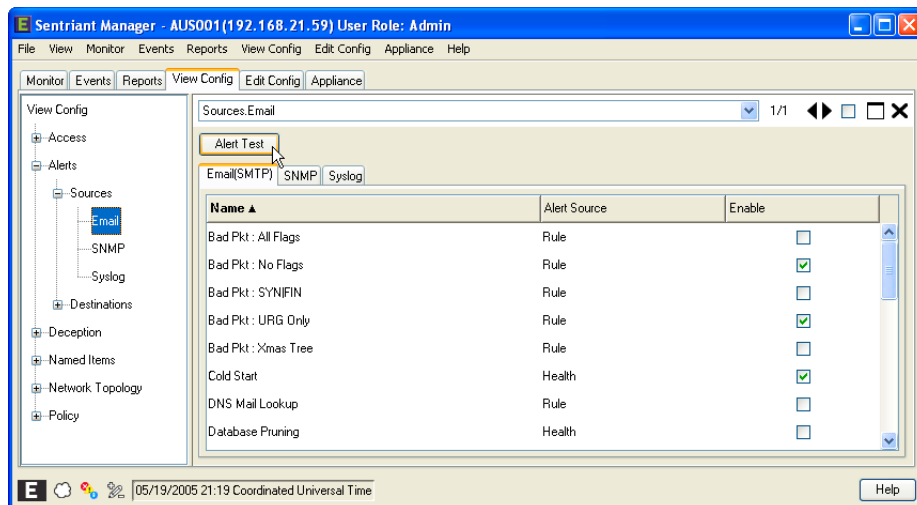 Sentriant Manager - AUS001(192.168.21.59) User Role: Admin
File View Monitor Events Reports View Config Edit Config Appliance Help
Monitor Events Reports View Config Edit Config Appliance
View Config
Access
Alerts
Sources
Email
SNMP
Syslog
Destinations
Deception
Named Items
Network Topology
Policy
Sources.Email 1/1
Alert Test
Email(SMTP) SNMP Syslog
Name Alert Source Enable
Bad Pkt : All Flags Rule
Bad Pkt : No Flags Rule
Bad Pkt : SYN|FIN Rule
Bad Pkt : URG Only Rule
Bad Pkt : Xmas Tree Rule
Cold Start Health
DNS Mail Lookup Rule
Database Pruning Health
E 05/19/2005 21:19 Coordinated Universal Time Help